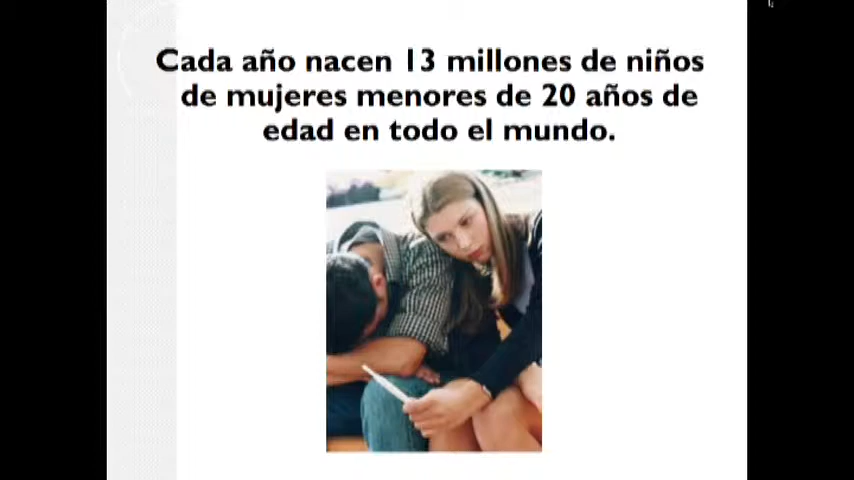 Cada año nacen 13 millones de niños
de mujeres menores de 20 años de
edad en todo el mundo.